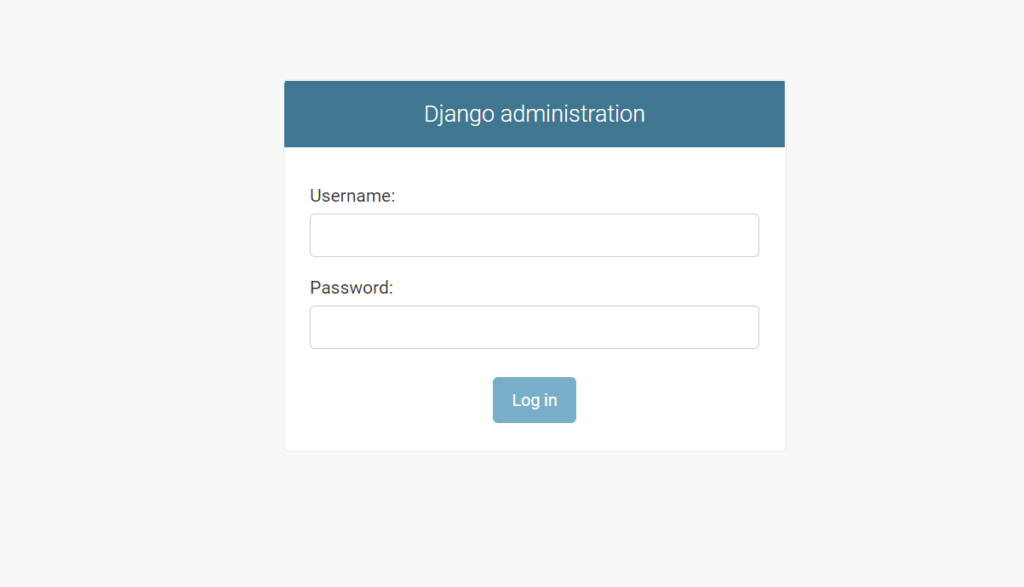 Django administration
Username:
Password:
Log in